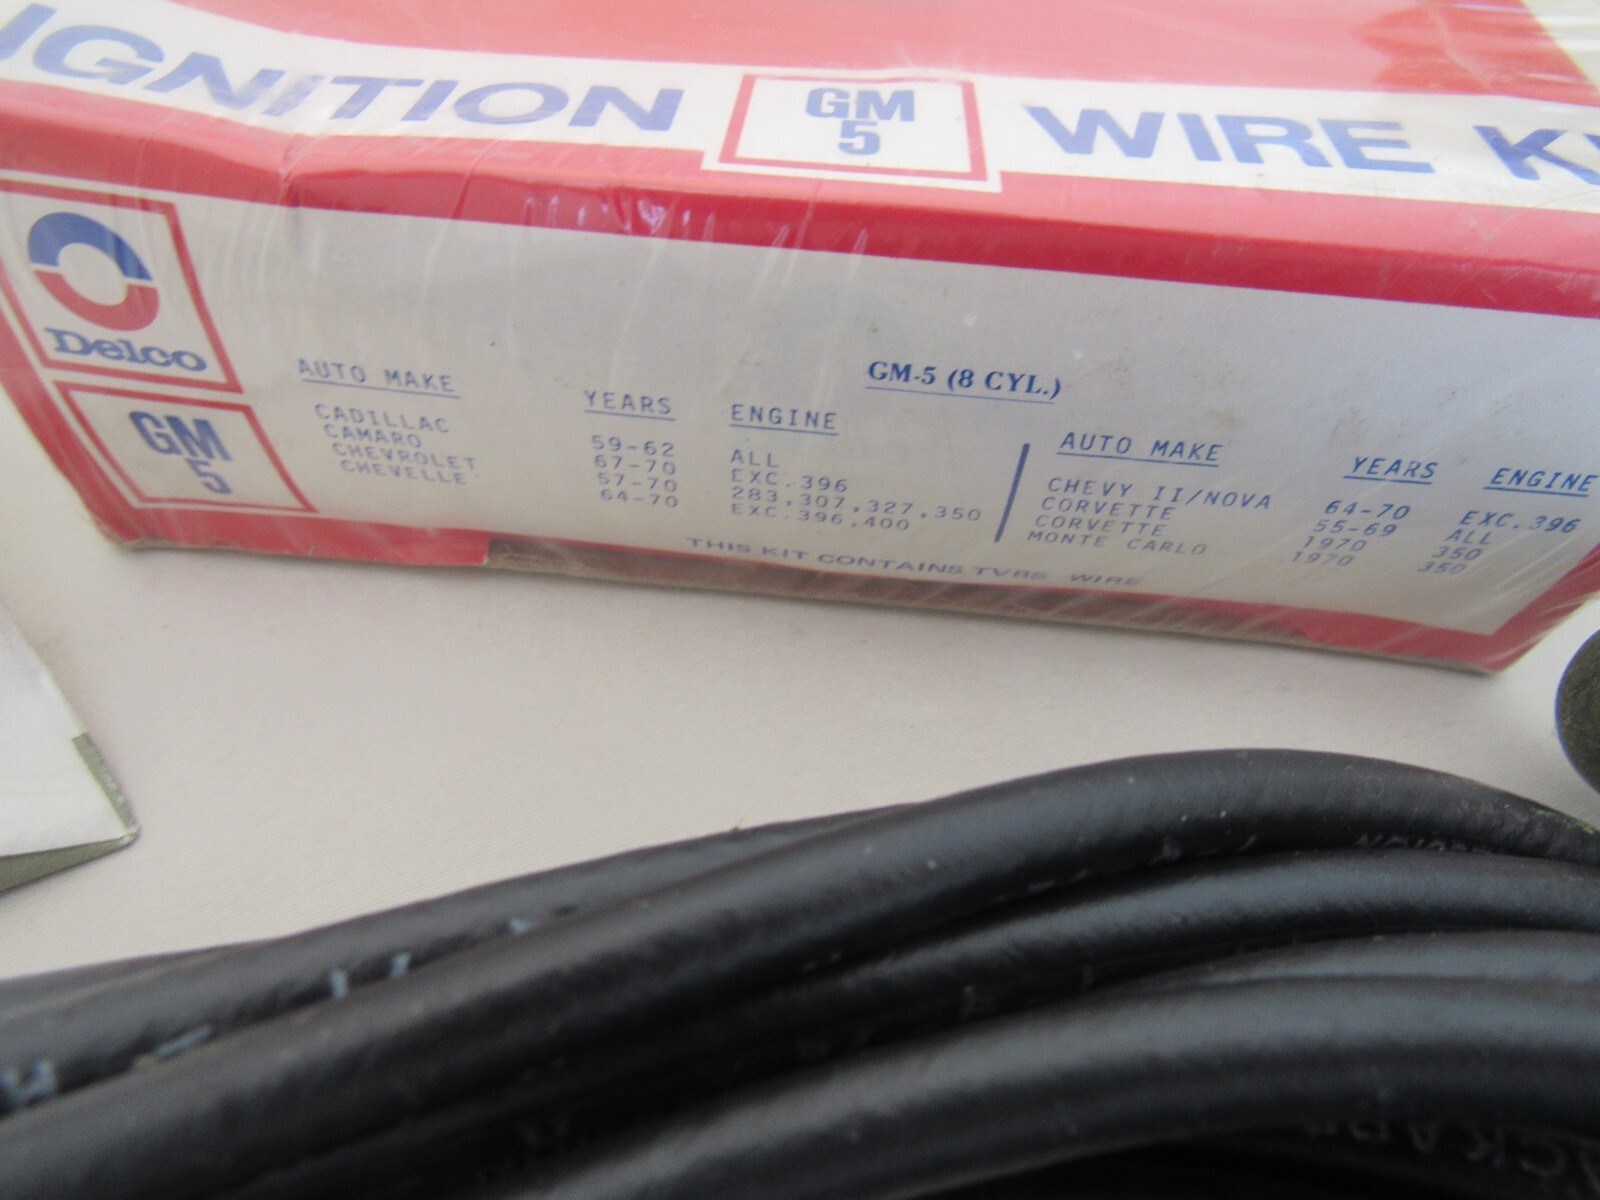 IGNITION GM 5 WIRE
Delco
GM
5
GM-5 (8 CYL.)
AUTO MAKE YEARS ENGINE
CADILLAC 59-62 ALL
CAMARO 67-70 EXC.396
CHEVROLET 57-70 283,307,327,350
CHEVELLE 64-70 EXC.396,400
AUTO MAKE YEARS ENGINE
CHEVY II/NOVA 64-70 EXC.396
CORVETTE 55-69 ALL
CORVETTE 1970 350
MONTE CARLO 1970 350
THIS KIT CONTAINS TVRS WIRE